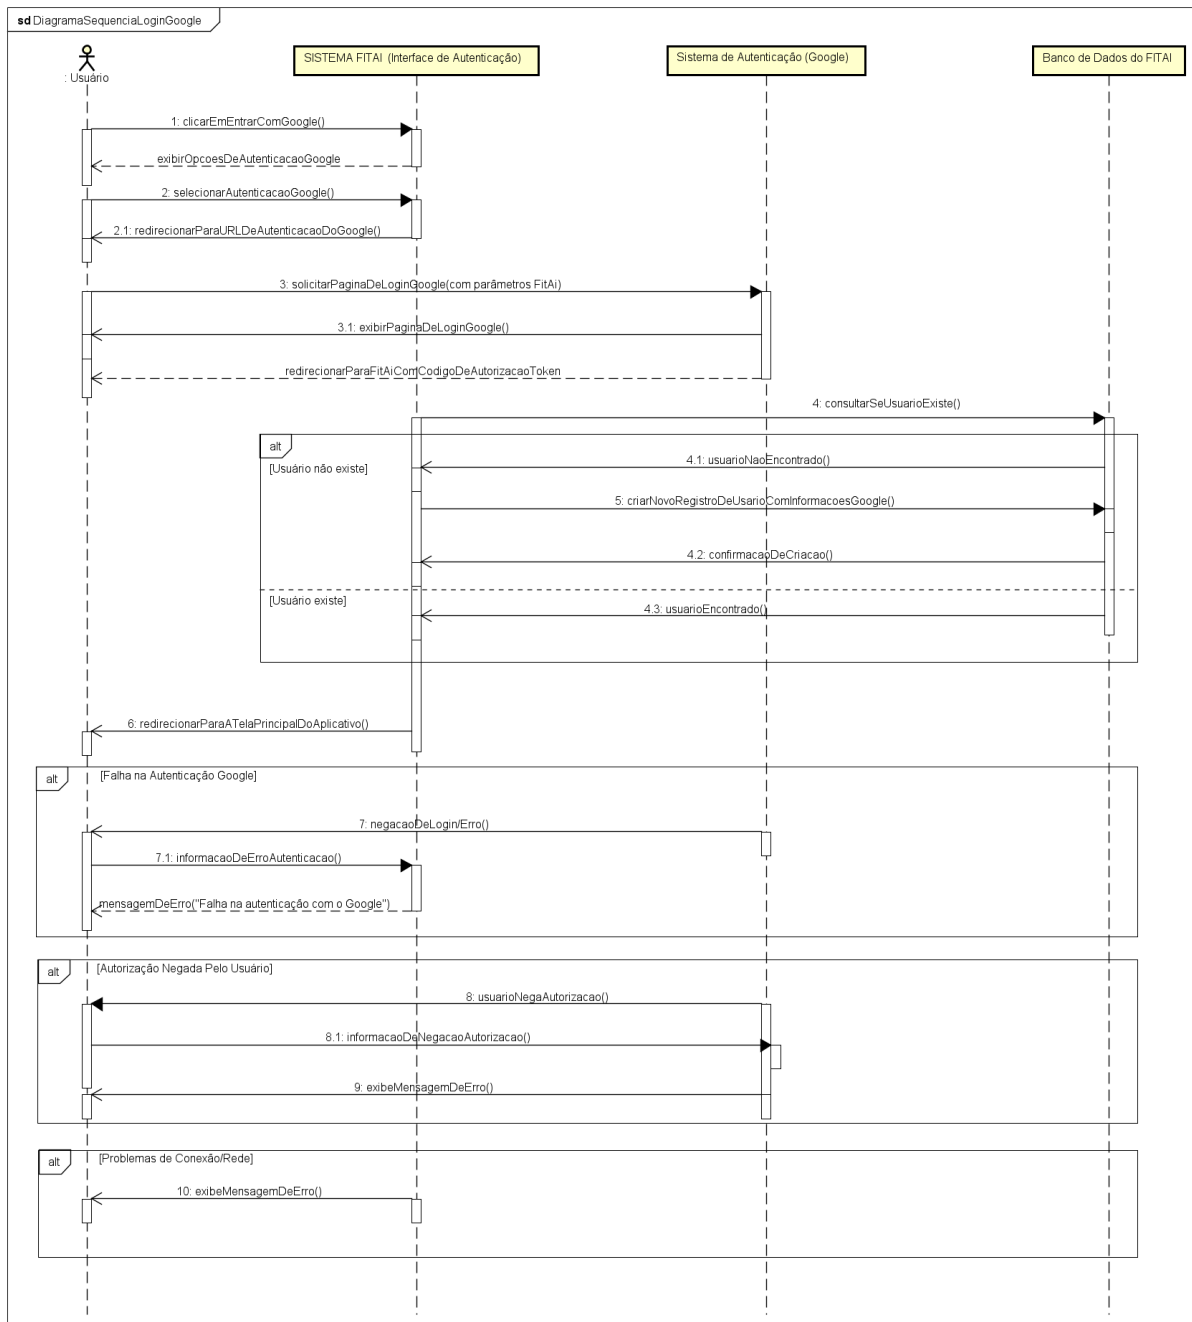 sd DiagramaSequenciaLoginGoogle
: Usuário
SISTEMA FITAI (Interface de Autenticação)
Sistema de Autenticação (Google)
Banco de Dados do FITAI
1: clicarEmEntrarComGoogle()
exibirOpcoesDeAutenticacaoGoogle
2: selecionarAutenticacaoGoogle()
2.1: redirecionarParaURLDeAutenticacaoDoGoogle()
3: solicitarPaginaDeLoginGoogle(com parâmetros FitAi)
3.1: exibirPaginaDeLoginGoogle()
redirecionarParaFitAiComCodigoDeAutorizacaoToken
4: consultarSeUsuarioExiste()
alt
[Usuário não existe]
4.1: usuarioNaoEncontrado()
5: criarNovoRegistroDeUsarioComInformacoesGoogle()
4.2: confirmacaoDeCriacao()
[Usuário existe]
4.3: usuarioEncontrado()
6: redirecionarParaATelaPrincipalDoAplicativo()
alt
[Falha na Autenticação Google]
7: negacaoDeLogin/Erro()
7.1: informacaoDeErroAutenticacao()
mensagemDeErro("Falha na autenticação com o Google")
alt
[Autorização Negada Pelo Usuário]
8: usuarioNegaAutorizacao()
8.1: informacaoDeNegacaoAutorizacao()
9: exibeMensagemDeErro()
alt
[Problemas de Conexão/Rede]
10: exibeMensagemDeErro()